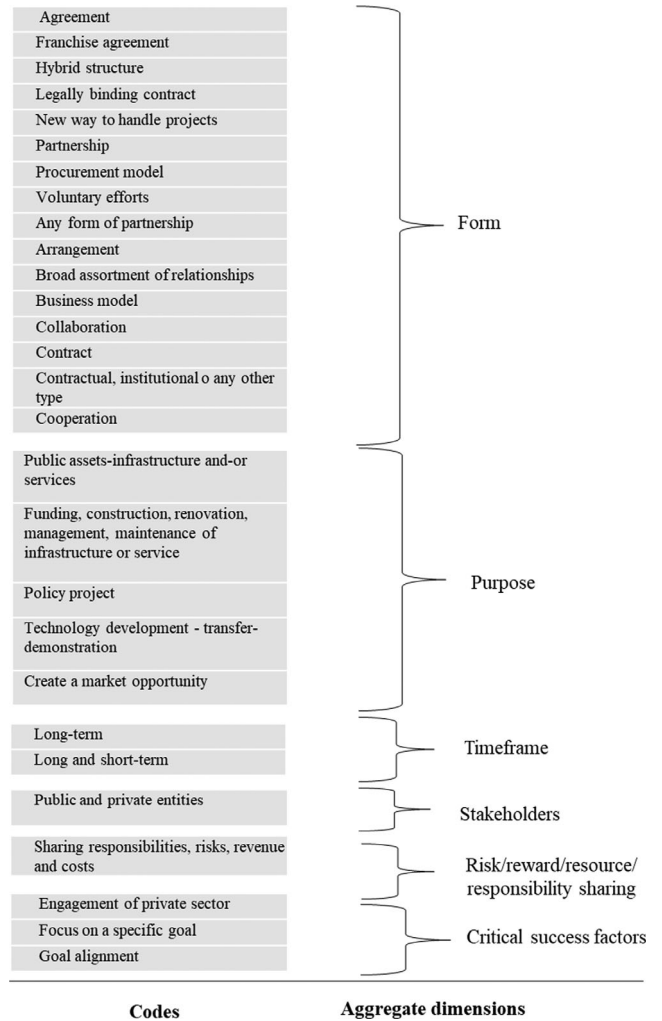 Agreement
Franchise agreement
Hybrid structure
Legally binding contract
New way to handle projects
Partnership
Procurement model
Voluntary efforts
Any form of partnership
Arrangement
Broad assortment of relationships
Business model
Collaboration
Contract
Contractual, institutional o any other
type
Cooperation
Form
Public assets-infrastructure and-or
services
Funding, construction, renovation,
management, maintenance of
infrastructure or service
Policy project
Technology development - transfer-
demonstration
Create a market opportunity
Purpose
Long-term
Long and short-term
Timeframe
Public and private entities
Stakeholders
Sharing responsibilities, risks, revenue
and costs
Risk/reward/resource/
responsibility sharing
Engagement of private sector
Focus on a specific goal
Goal alignment
Critical success factors
Codes
Aggregate dimensions